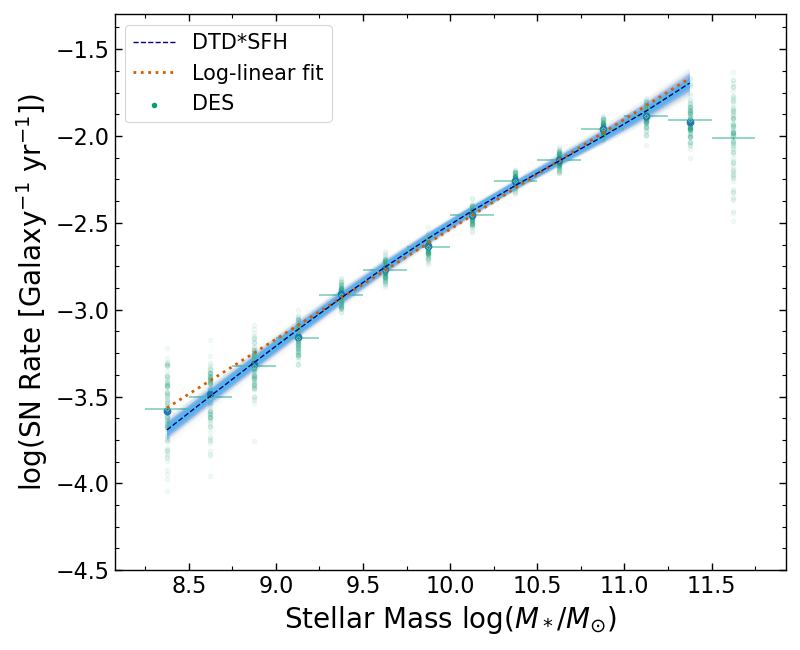 DTD*SFH
Log-linear fit
DES
log(SN Rate [Galaxy⁻¹ yr⁻¹])
−1.5
−2.0
−2.5
−3.0
−3.5
−4.0
−4.5
8.5 9.0 9.5 10.0 10.5 11.0 11.5
Stellar Mass log(M_*/M_⊙)